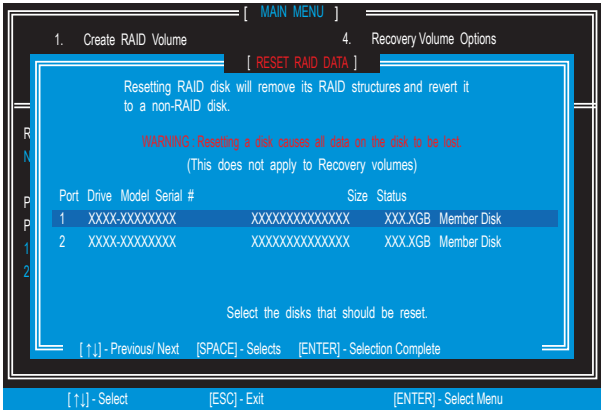 [ MAIN MENU ]
1. Create RAID Volume 4. Recovery Volume Options
[ RESET RAID DATA ]
Resetting RAID disk will remove its RAID structures and revert it
to a non-RAID disk.
WARNING: Resetting a disk causes all data on the disk to be lost.
(This does not apply to Recovery volumes)
Port Drive Model Serial # Size Status
1 XXXX-XXXXXXXX XXXXXXXXXXXXXX XXX.XGB Member Disk
2 XXXX-XXXXXXXX XXXXXXXXXXXXXX XXX.XGB Member Disk
R
N
P
P
1
2
Select the disks that should be reset.
[↑↓] - Previous/ Next [SPACE] - Selects [ENTER] - Selection Complete
[↑↓] - Select [ESC] - Exit [ENTER] - Select Menu